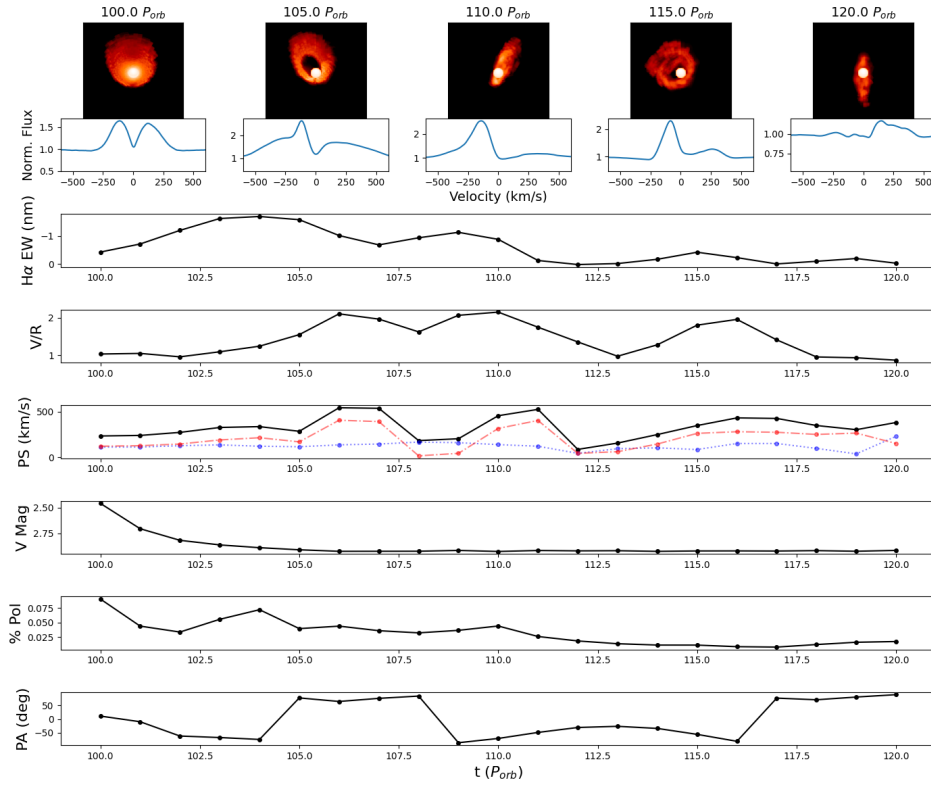 100.0 P_orb 105.0 P_orb 110.0 P_orb 115.0 P_orb 120.0 P_orb
Norm. Flux
1.5
1.0
0.5
2
1
2
1
2
1
1.00
0.75
−500 −250 0 250 500 −500 −250 0 250 500 −500 −250 0 250 500 −500 −250 0 250 500 −500 −250 0 250 500
Velocity (km/s)
Hα EW (nm)
−1
0
100.0 102.5 105.0 107.5 110.0 112.5 115.0 117.5 120.0
V/R
2
1
100.0 102.5 105.0 107.5 110.0 112.5 115.0 117.5 120.0
PS (km/s)
500
0
100.0 102.5 105.0 107.5 110.0 112.5 115.0 117.5 120.0
V Mag
2.50
2.75
100.0 102.5 105.0 107.5 110.0 112.5 115.0 117.5 120.0
% Pol
0.075
0.050
0.025
100.0 102.5 105.0 107.5 110.0 112.5 115.0 117.5 120.0
PA (deg)
50
0
−50
100.0 102.5 105.0 107.5 110.0 112.5 115.0 117.5 120.0
t (P_orb)